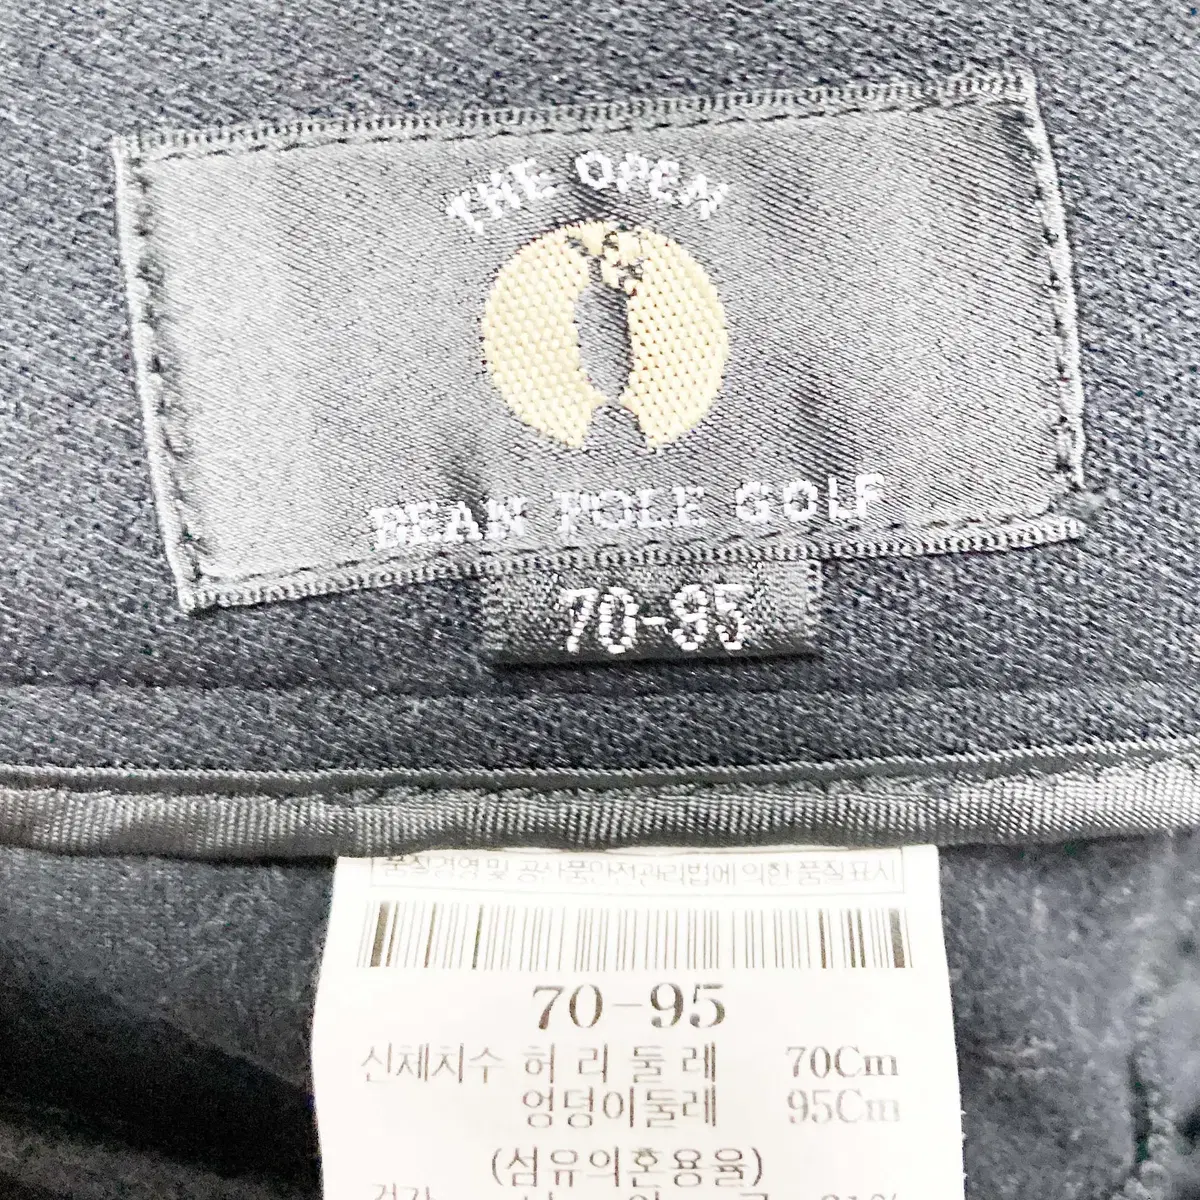 THE OPEN
BEAN POLE GOLF
70-95
품질경영 및 공산품안전관리법에 의한 품질표시
70-95
신체치수 허 리 둘 레 70Cm
엉덩이둘레 95Cm
(섬유의혼용율)